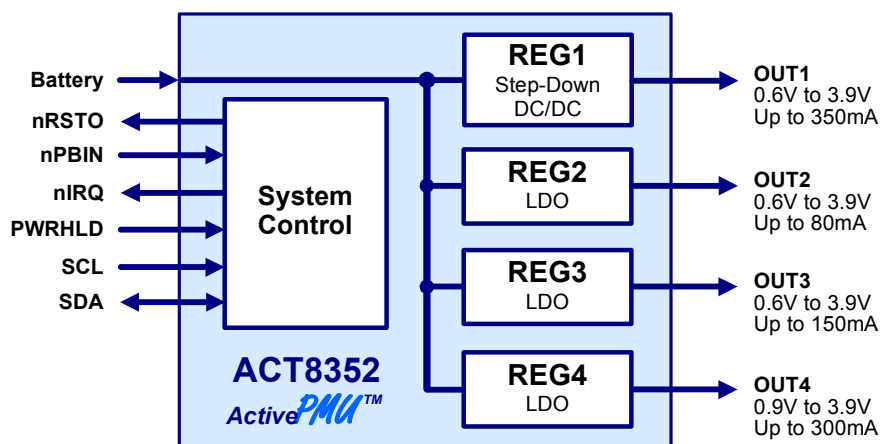 Battery
nRSTO
nPBIN
nIRQ
PWRHLD
SCL
SDA
System
Control
ACT8352
ActivePMU™
REG1
Step-Down
DC/DC
REG2
LDO
REG3
LDO
REG4
LDO
OUT1
0.6V to 3.9V
Up to 350mA
OUT2
0.6V to 3.9V
Up to 80mA
OUT3
0.6V to 3.9V
Up to 150mA
OUT4
0.9V to 3.9V
Up to 300mA